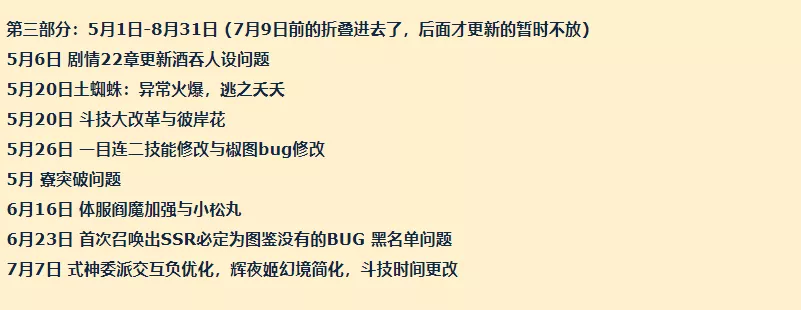 第三部分：5月1日-8月31日 (7月9日前的折叠进去了，后面才更新的暂时不放)
5月6日 剧情22章更新酒吞人设问题
5月20日土蜘蛛：异常火爆，逃之夭夭
5月20日 斗技大改革与彼岸花
5月26日 一目连二技能修改与椒图bug修改
5月 寮突破问题
6月16日 体服阎魔加强与小松丸
6月23日 首次召唤出SSR必定为图鉴没有的BUG 黑名单问题
7月7日 式神委派交互负优化，辉夜姬幻境简化，斗技时间更改